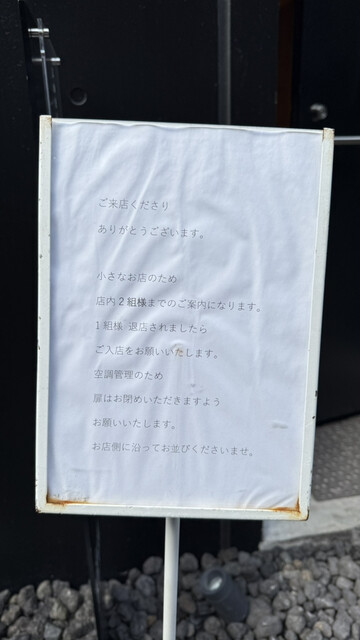 ご来店くださり
ありがとうございます。
小さなお店のため
店内2組様までのご案内になります。
1組様 退店されましたら
ご入店をお願いいたします。
空調管理のため
扉はお閉めいただきますよう
お願いいたします。
お店側に沿ってお並びくださいませ。